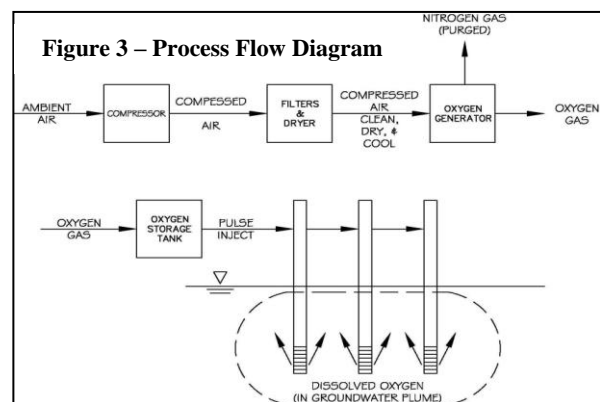 NITROGEN GAS
(PURGED)
Figure 3 – Process Flow Diagram
AMBIENT
AIR
COMPRESSOR
COMPESSED
AIR
FILTERS
&
DRYER
COMPRESSED
AIR
CLEAN,
DRY, &
COOL
OXYGEN
GENERATOR
OXYGEN
GAS
OXYGEN
GAS
OXYGEN
STORAGE
TANK
PULSE
INJECT
DISSOLVED OXYGEN
(IN GROUNDWATER PLUME)